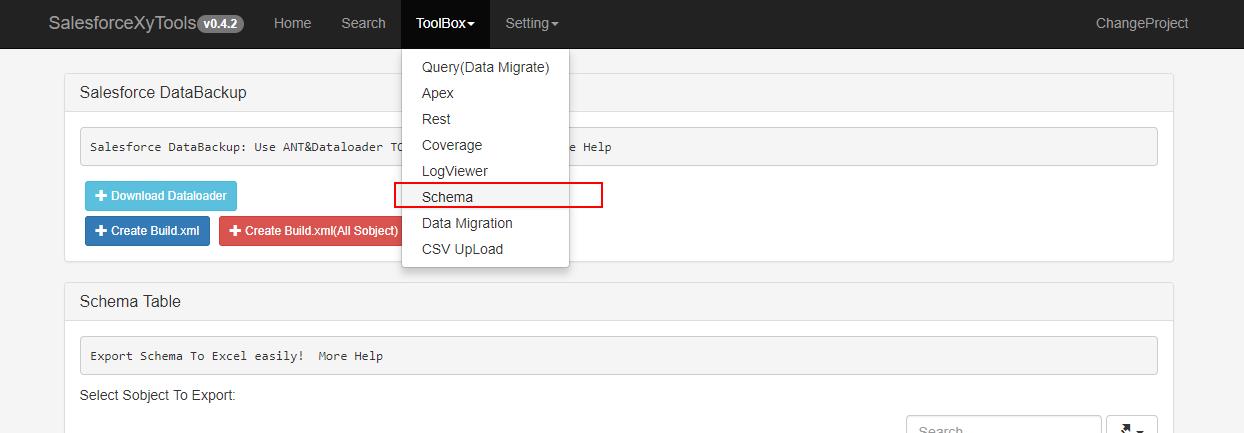 SalesforceXyTools v0.4.2 Home Search ToolBox Setting ChangeProject
Query(Data Migrate)
Apex
Rest
Coverage
LogViewer
Schema
Data Migration
CSV UpLoad
Salesforce DataBackup
Salesforce DataBackup: Use ANT&Dataloader TO Help
Download Dataloader
Create Build.xml Create Build.xml(All Sobject)
Schema Table
Export Schema To Excel easily! More Help
Select Sobject To Export:
Search